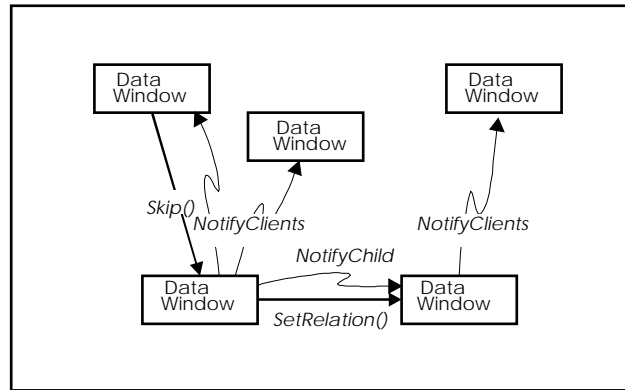 Data
Window
Data
Window
Data
Window
Skip()
NotifyClients
NotifyClients
NotifyChild
Data
Window
Data
Window
SetRelation()